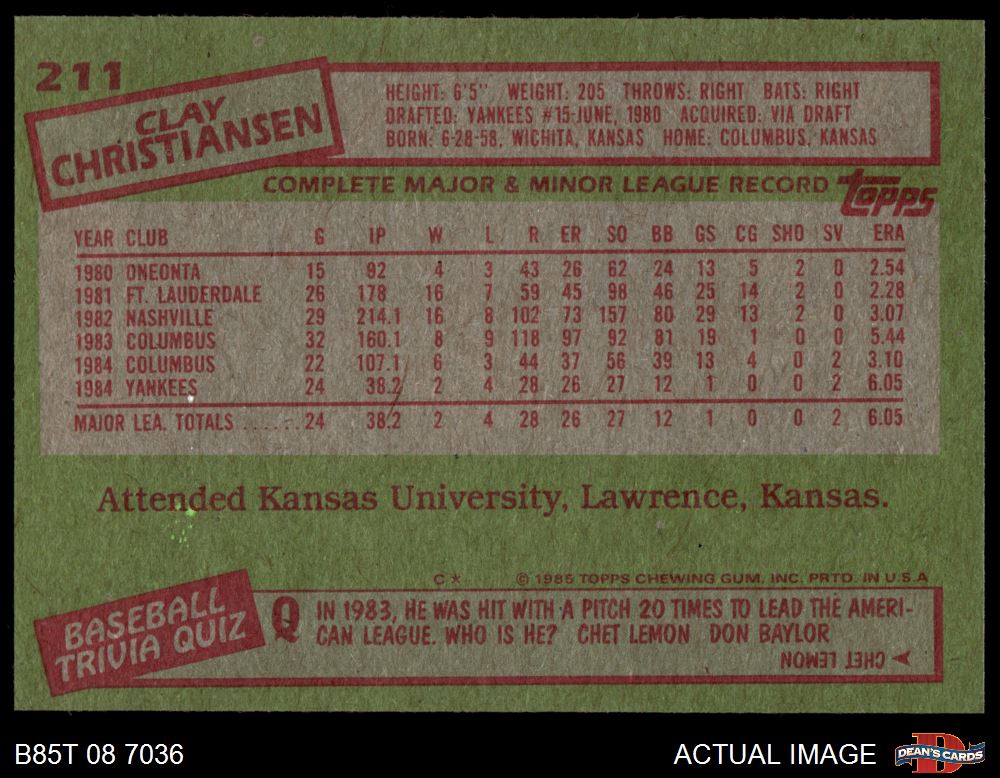 211
CLAY
CHRISTIANSEN
HEIGHT: 6'5" WEIGHT: 205 THROWS: RIGHT BATS: RIGHT
DRAFTED: YANKEES #15-JUNE, 1980 ACQUIRED: VIA DRAFT
BORN: 6-28-58, WICHITA, KANSAS HOME: COLUMBUS, KANSAS
COMPLETE MAJOR & MINOR LEAGUE RECORD
topps
YEAR CLUB G IP W L R ER SO BB GS CG SHO SV ERA
1980 ONEONTA 15 92 4 3 43 26 62 24 13 5 2 0 2.54
1981 FT. LAUDERDALE 26 178 16 7 59 45 98 46 25 14 2 0 2.28
1982 NASHVILLE 29 214.1 16 8 102 73 157 80 29 13 2 0 3.07
1983 COLUMBUS 32 160.1 8 9 118 97 92 81 19 1 0 0 5.44
1984 COLUMBUS 22 107.1 6 3 44 37 56 39 13 4 0 2 3.10
1984 YANKEES 24 38.2 2 4 28 26 27 12 1 0 0 2 6.05
MAJOR LEA. TOTALS ....... 24 38.2 2 4 28 26 27 12 1 0 0 2 6.05
Attended Kansas University, Lawrence, Kansas.
C* © 1985 TOPPS CHEWING GUM, INC. PRTD. IN U.S.A
BASEBALL
TRIVIA QUIZ
Q IN 1983, HE WAS HIT WITH A PITCH 20 TIMES TO LEAD THE AMERI-
CAN LEAGUE. WHO IS HE? CHET LEMON DON BAYLOR
CHET LEMON
B85T 08 7036
ACTUAL IMAGE
DEAN'S CARDS